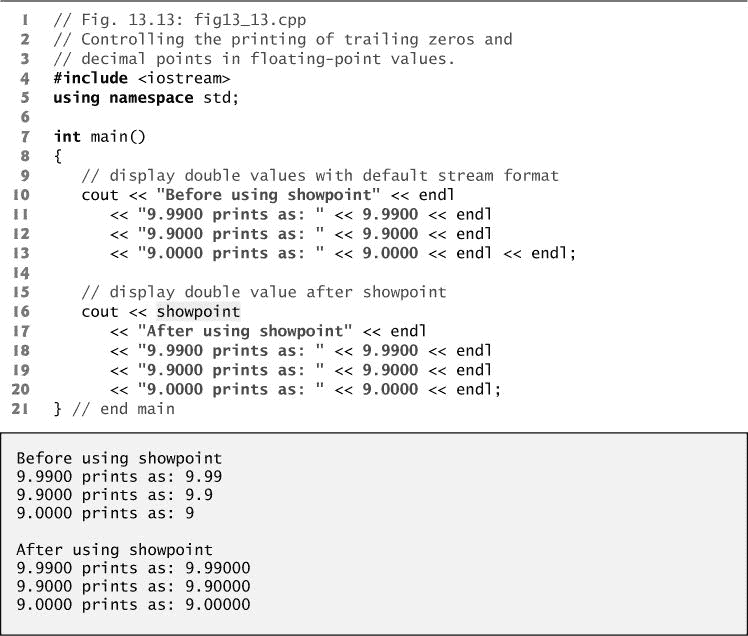 1 // Fig. 13.13: fig13_13.cpp
2 // Controlling the printing of trailing zeros and
3 // decimal points in floating-point values.
4 #include <iostream>
5 using namespace std;
6
7 int main()
8 {
9 // display double values with default stream format
10 cout << "Before using showpoint" << endl
11 << "9.9900 prints as: " << 9.9900 << endl
12 << "9.9000 prints as: " << 9.9000 << endl
13 << "9.0000 prints as: " << 9.0000 << endl << endl;
14
15 // display double value after showpoint
16 cout << showpoint
17 << "After using showpoint" << endl
18 << "9.9900 prints as: " << 9.9900 << endl
19 << "9.9000 prints as: " << 9.9000 << endl
20 << "9.0000 prints as: " << 9.0000 << endl;
21 } // end main
Before using showpoint
9.9900 prints as: 9.99
9.9000 prints as: 9.9
9.0000 prints as: 9
After using showpoint
9.9900 prints as: 9.99000
9.9000 prints as: 9.90000
9.0000 prints as: 9.00000